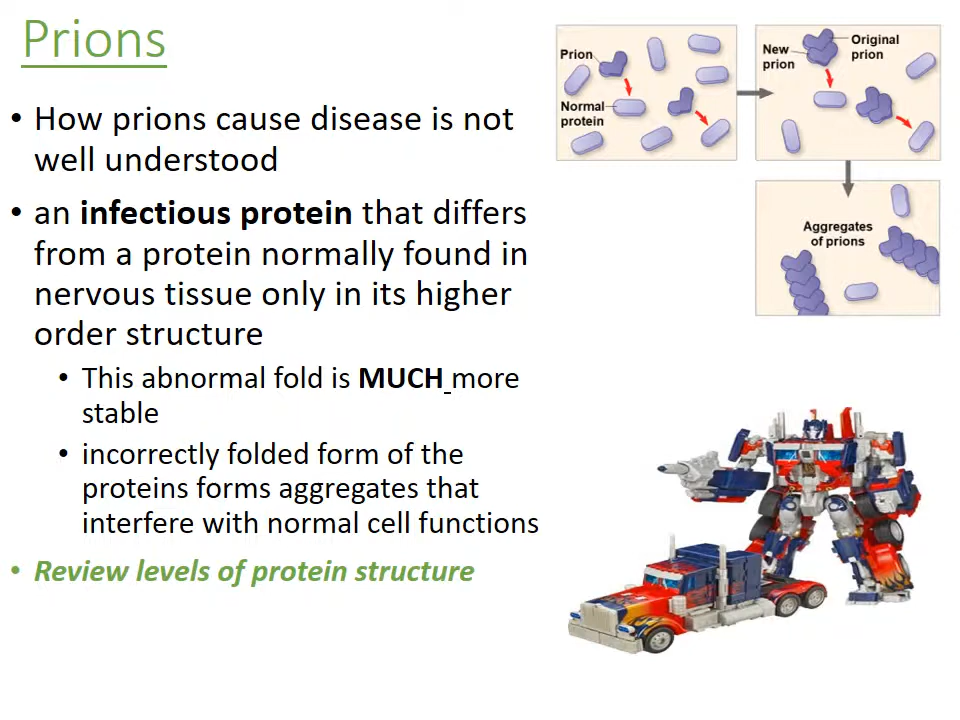 Prions
• How prions cause disease is not
well understood
• an infectious protein that differs
from a protein normally found in
nervous tissue only in its higher
order structure
• This abnormal fold is MUCH more
stable
• incorrectly folded form of the
proteins forms aggregates that
interfere with normal cell functions
• Review levels of protein structure
Prion
Normal
protein
New
prion
Original
prion
Aggregates
of prions